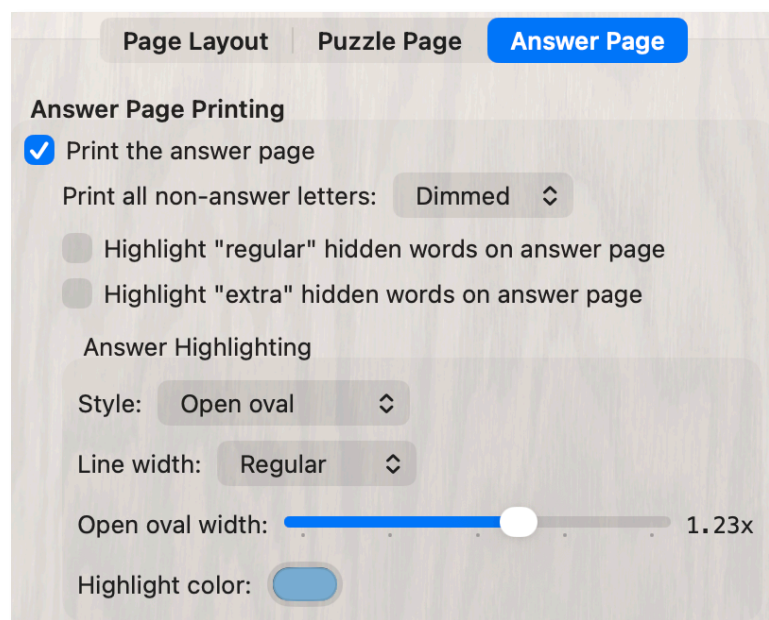 Page Layout Puzzle Page Answer Page
Answer Page Printing
Print the answer page
Print all non-answer letters: Dimmed
Highlight "regular" hidden words on answer page
Highlight "extra" hidden words on answer page
Answer Highlighting
Style: Open oval
Line width: Regular
Open oval width: 1.23x
Highlight color: